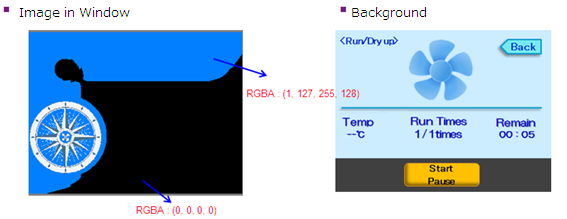 Image in Window
Background
RGBA : (1, 127, 255, 128)
RGBA : (0, 0, 0, 0)
<Run/Dry up>
Back
Temp
Run Times
Remain
--℃
1/1times
00:05
Start
Pause